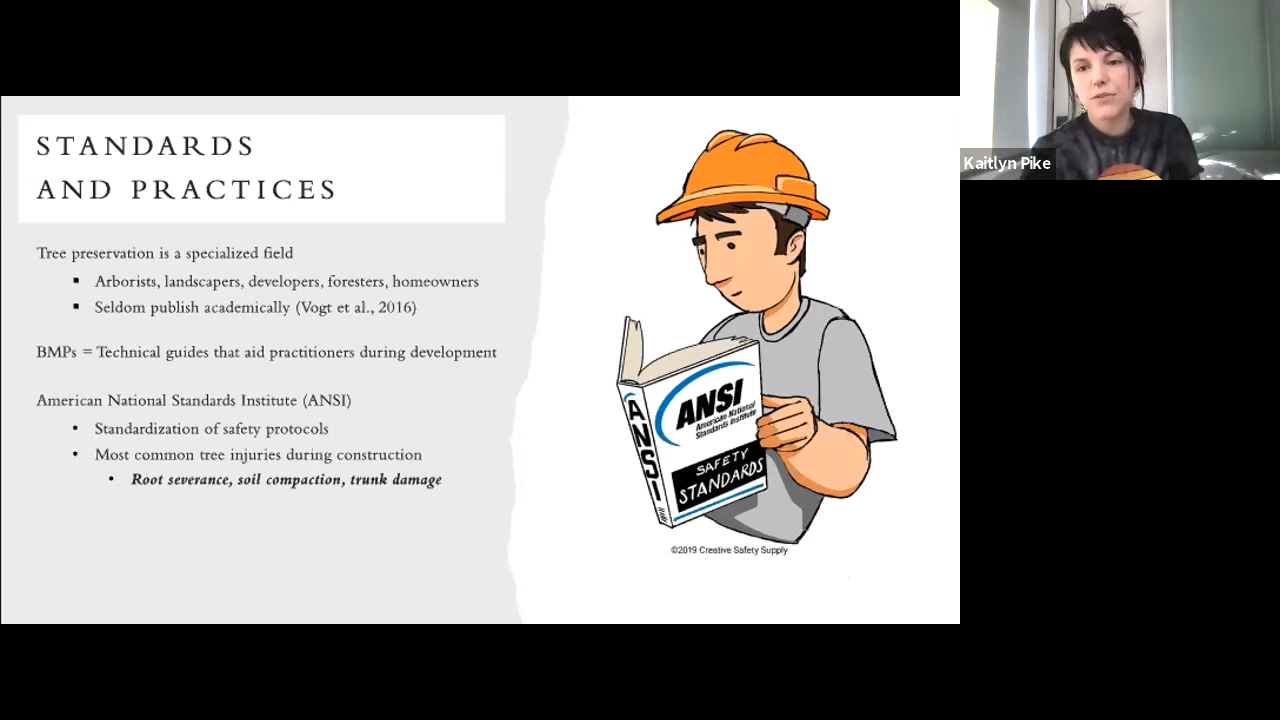 STANDARDS
AND PRACTICES
Tree preservation is a specialized field
▪ Arborists, landscapers, developers, foresters, homeowners
▪ Seldom publish academically (Vogt et al., 2016)
BMPs = Technical guides that aid practitioners during development
American National Standards Institute (ANSI)
• Standardization of safety protocols
• Most common tree injuries during construction
• Root severance, soil compaction, trunk damage
ANSI
ANSI
American National
Standards Institute
SAFETY
STANDARDS
©2019 Creative Safety Supply
Kaitlyn Pike